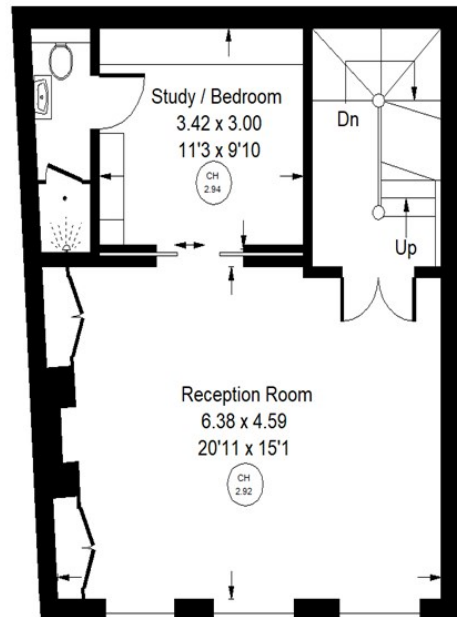 Study / Bedroom
3.42 x 3.00
11'3 x 9'10
CH
2.94
Dn
Up
Reception Room
6.38 x 4.59
20'11 x 15'1
CH
2.92